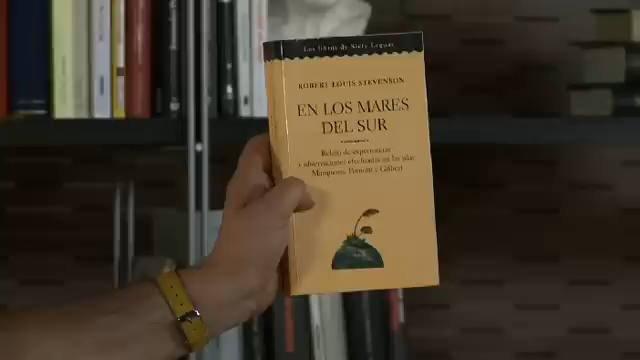 Los libros de Siete Leguas
ROBERT LOUIS STEVENSON
EN LOS MARES
DEL SUR
Relato de experiencias
y observaciones efectuadas en las islas
Marquesas, Pomotú y Gilbert